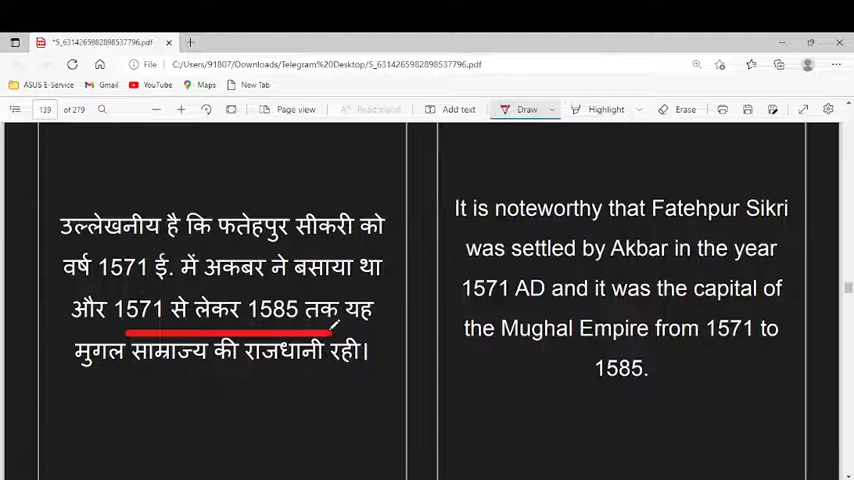 5_6314265982898537796.pdf
File
C:/Users/91807/Downloads/Telegram%20Desktop/5_6314265982898537796.pdf
ASUS E-Service
Gmail
YouTube
Maps
New Tab
139
of 279
Page view
Read aloud
Add text
Draw
Highlight
Erase
उल्लेखनीय है कि फतेहपुर सीकरी को
वर्ष 1571 ई. में अकबर ने बसाया था
और 1571 से लेकर 1585 तक यह
मुगल साम्राज्य की राजधानी रही।
It is noteworthy that Fatehpur Sikri
was settled by Akbar in the year
1571 AD and it was the capital of
the Mughal Empire from 1571 to
1585.